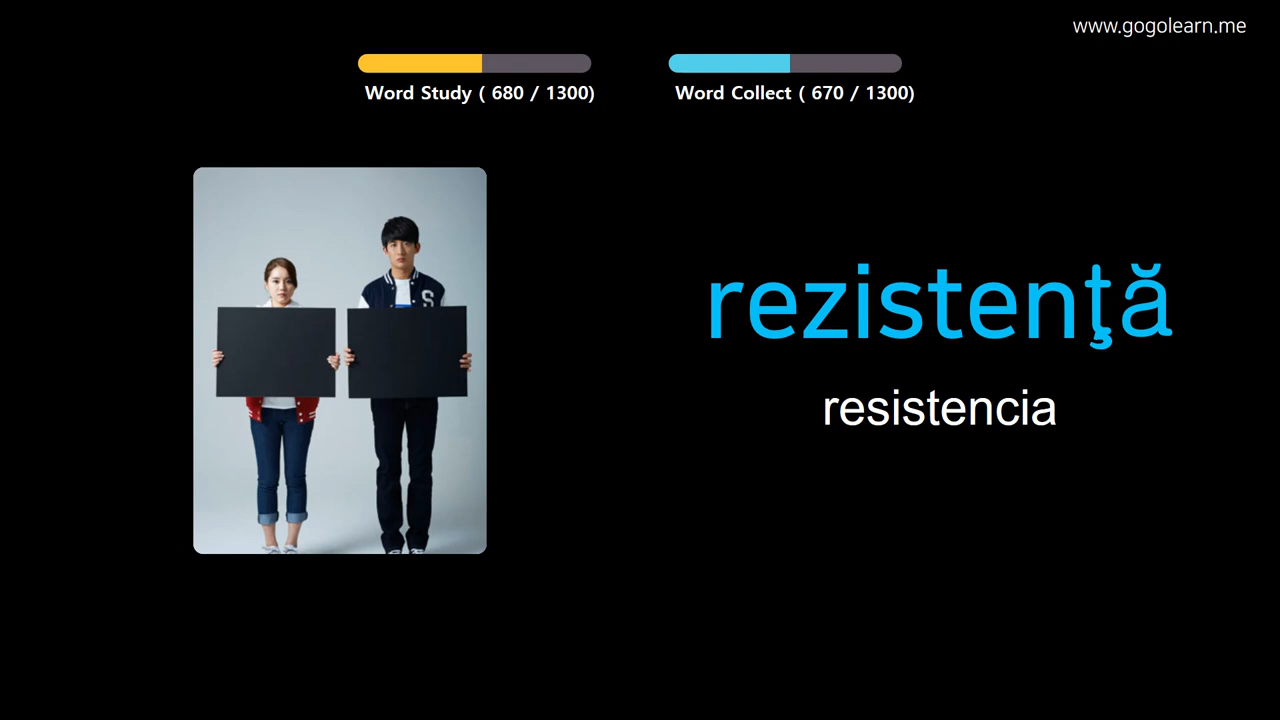 www.gogolearn.me
Word Study ( 680 / 1300)
Word Collect ( 670 / 1300)
S
rezistenţă
resistencia